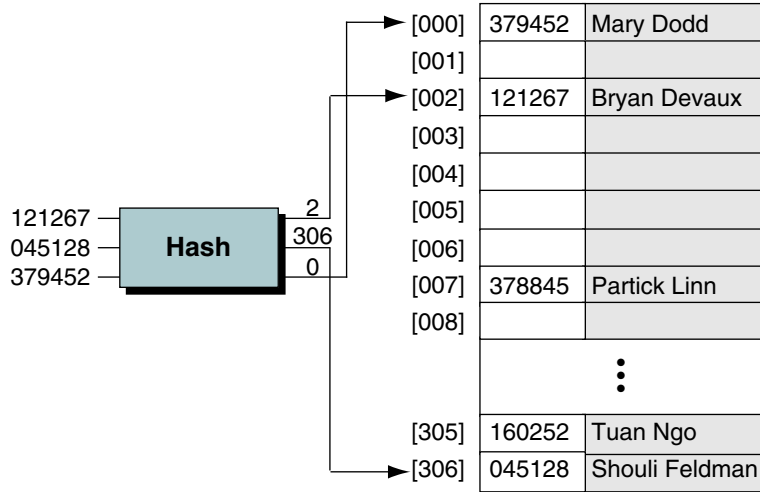 [000] 379452 Mary Dodd
[001]
[002] 121267 Bryan Devaux
[003]
[004]
[005]
[006]
[007] 378845 Partick Linn
[008]
[305] 160252 Tuan Ngo
[306] 045128 Shouli Feldman
121267
045128
379452
Hash
2
306
0